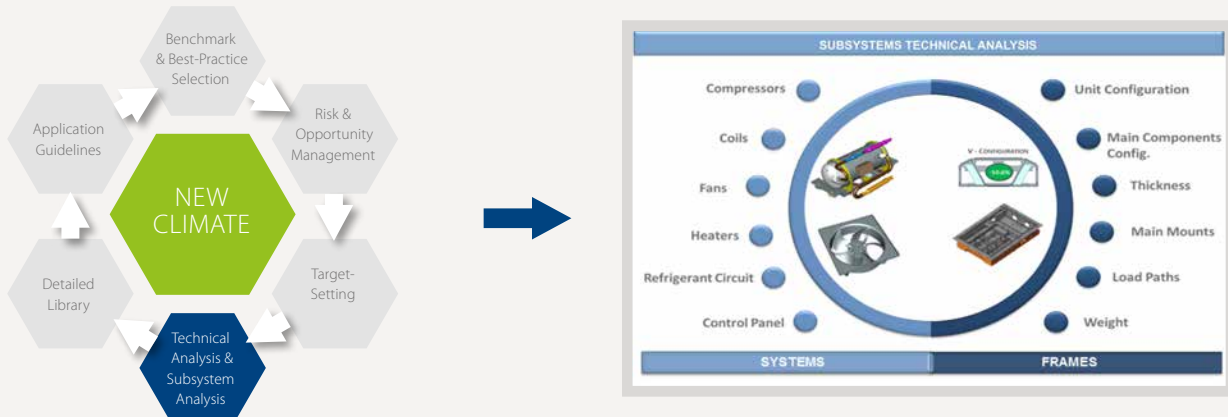 Benchmark
& Best-Practice
Selection
Risk &
Opportunity
Management
Target-
Setting
Technical
Analysis &
Subsystem
Analysis
Detailed
Library
Application
Guidelines
NEW
CLIMATE
SUBSYSTEMS TECHNICAL ANALYSIS
Compressors
Coils
Fans
Heaters
Refrigerant Circuit
Control Panel
Unit Configuration
Main Components
Config.
Thickness
Main Mounts
Load Paths
Weight
V - CONFIGURATION
SYSTEMS
FRAMES